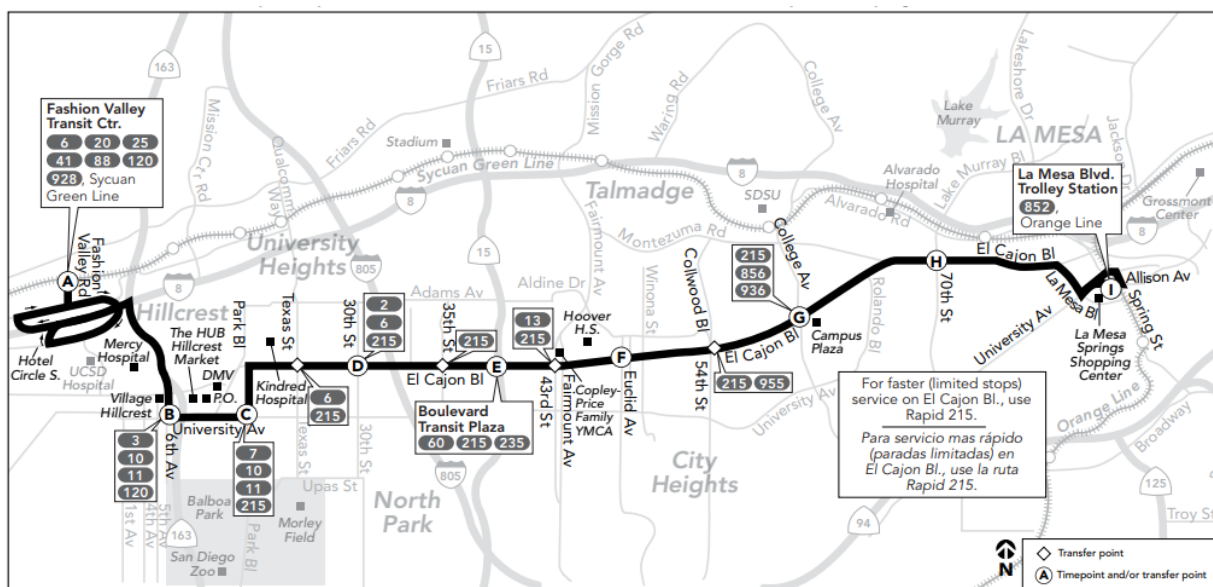 163
15
Fashion Valley
Transit Ctr.
6 20 25
41 88 120
928, Sycuan
Green Line
A
Fashion
Valley Rd
Mission Ctr Rd
Friars Rd
Qualcomm
Way
Stadium
Sycuan Green Line
8
Friars Rd
Mission Gorge Rd
Waring Rd
College Av
Talmadge
Fairmount Av
Montezuma Rd
SDSU
8
Alvarado
Hospital
Alvarado Rd
Lake
Murray
Lake Murray Bl
Lakeshore Dr
LA MESA
Jackson Dr
La Mesa Blvd.
Trolley Station
852,
Orange Line
Grossmont
Center
8
University
Heights
805
15
8
Hillcrest
Hotel
Circle S.
UCSD
Hospital
Mercy
Hospital
The HUB
Hillcrest
Market
DMV
P.O.
Village
Hillcrest
B
6th Av
University Av
C
Park Bl
Kindred
Hospital
Texas St
6
215
30th St
2
6
215
D
Adams Av
35th St
215
El Cajon Bl
E
Boulevard
Transit Plaza
60 215 235
Aldine Dr
13
215
43rd St
Fairmount Av
Hoover
H.S.
Copley-
Price
Family
YMCA
F
Euclid Av
Winona St
Collwood Bl
54th St
215 955
El Cajon Bl
215
856
936
College Av
G
Campus
Plaza
Rolando Bl
H
70th St
El Cajon Bl
La Mesa Bl
I
Allison Av
Spring St
La Mesa
Springs
Shopping
Center
University Av
University Av
3
10
11
120
7
10
11
215
1st Av
4th Av
5th Av
163
Balboa
Park
San Diego
Zoo
Park Bl
Morley
Field
Upas St
Texas St
30th St
North
Park
805
City
Heights
94
For faster (limited stops)
service on El Cajon Bl., use
Rapid 215.
Para servicio mas rápido
(paradas limitadas) en
El Cajon Bl., use la ruta
Rapid 215.
Orange Line
Broadway
125
Troy St
N
Transfer point
A Timepoint and/or transfer point